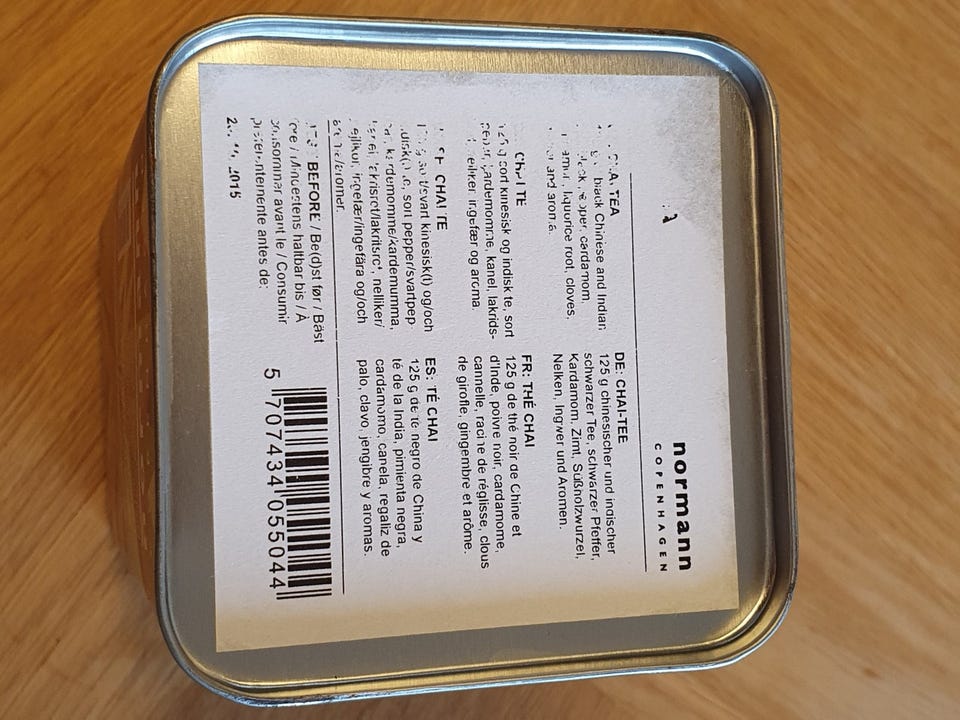 normann
COPENHAGEN
TEA
black Chinese and Indian
cardamom,
liquorice root, cloves,
and aroma.
TE
sort kinesisk og indisk te, sort
kardemomme, kanel, lakrids-
ingefær og aroma.
CHAI TE
kinesisk(t) og/och
sort pepper/svartpep-
kardemomme/kardemumma,
nelliker/
ingefær/ingefära og/och
DE: CHAI-TEE
125 g chinesischer und indischer
schwarzer Tee, schwarzer Pfeffer,
Kardamom, Zimt, Süßholzwurzel,
Nelken, Ingwer und Aromen.
FR: THÉ CHAI
125 g de thé noir de Chine et
d'Inde, poivre noir, cardamome,
cannelle, racine de réglisse, clous
de girofle, gingembre et arôme.
ES: TÉ CHAI
125 g de té negro de China y
té de la India, pimienta negra,
cardamomo, canela, regaliz de
palo, clavo, jengibre y aromas.
BEFORE / Be(d)st før / Bäst
före / Mindestens haltbar bis / À
consommer avant le / Consumir
preferentemente antes de:
2015
5 707434 055044